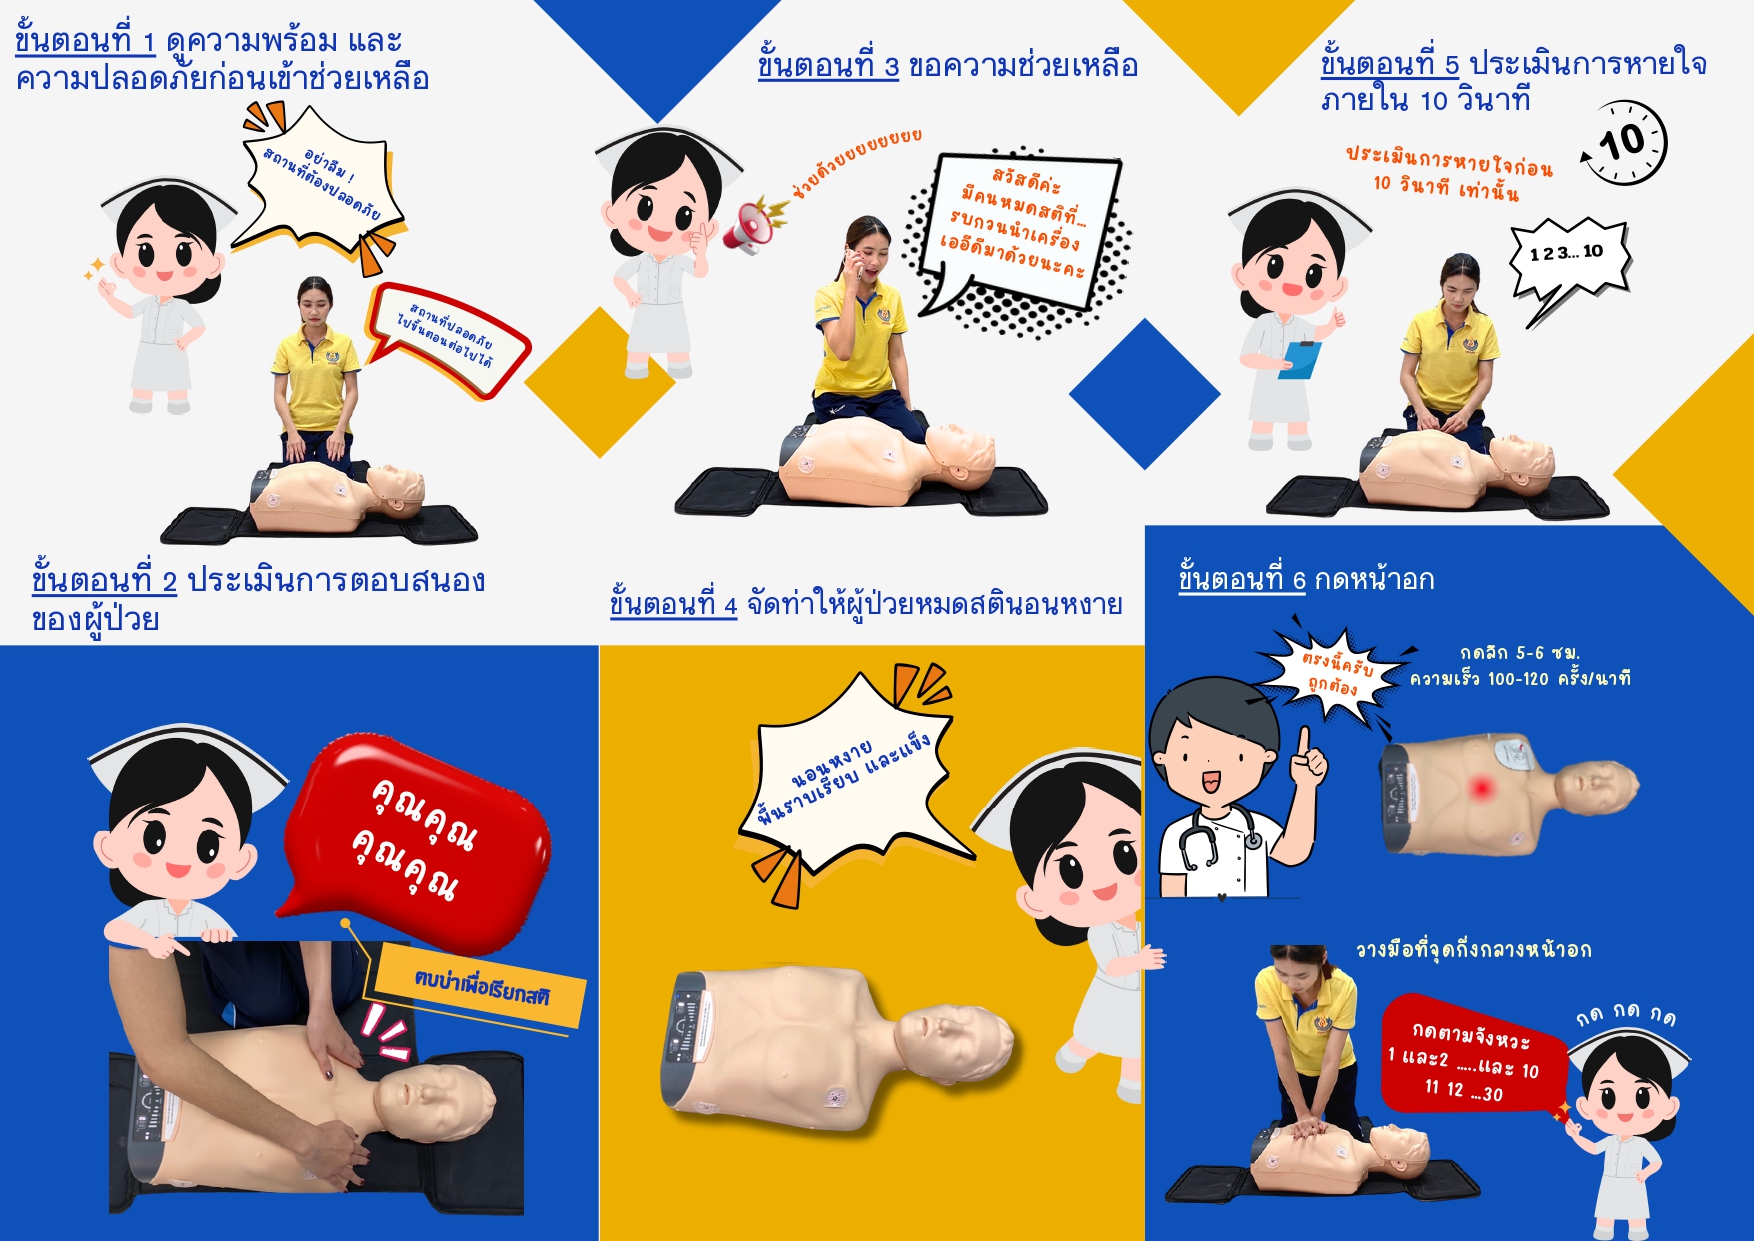 ขั้นตอนที่ 1 ดูความพร้อม และ
ความปลอดภัยก่อนเข้าช่วยเหลือ
อย่าลืม !
สถานที่ต้องปลอดภัย
สถานที่ปลอดภัย
ไปขั้นตอนต่อไปได้
ขั้นตอนที่ 2 ประเมินการตอบสนอง
ของผู้ป่วย
คุณคุณ
คุณคุณ
ตบบ่าเพื่อเรียกสติ
ขั้นตอนที่ 3 ขอความช่วยเหลือ
ช่วยด้วยยยยยยยย
สวัสดีค่ะ
มีคนหมดสติที่...
รบกวนนำเครื่อง
เออีดีมาด้วยนะคะ
ขั้นตอนที่ 4 จัดท่าให้ผู้ป่วยหมดสตินอนหงาย
นอนหงาย
พื้นราบเรียบ และแข็ง
ขั้นตอนที่ 5 ประเมินการหายใจ
ภายใน 10 วินาที
10
ประเมินการหายใจก่อน
10 วินาที เท่านั้น
1 2 3... 10
ขั้นตอนที่ 6 กดหน้าอก
ตรงนี้ครับ
ถูกต้อง
กดลึก 5-6 ซม.
ความเร็ว 100-120 ครั้ง/นาที
วางมือที่จุดกึ่งกลางหน้าอก
กดตามจังหวะ
1 และ2 .....และ 10
11 12 ...30
กด กด กด